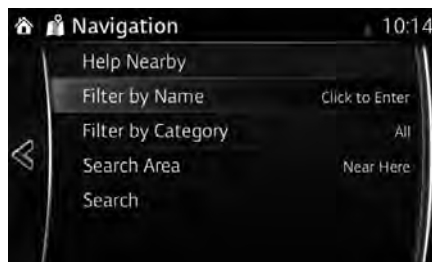 Navigation 10:14
Help Nearby
Filter by Name Click to Enter
Filter by Category All
Search Area Near Here
Search